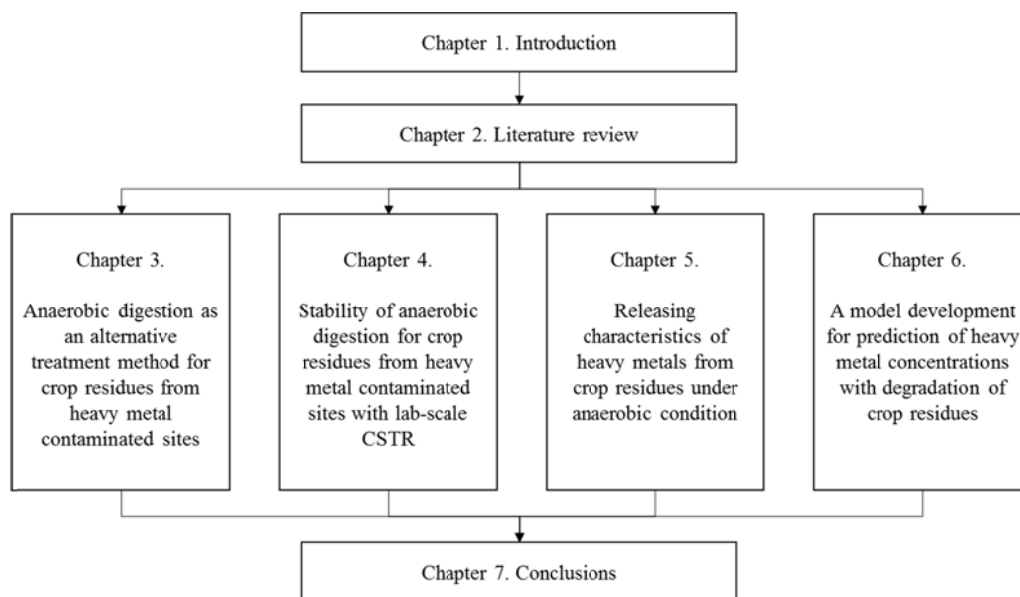 Chapter 1. Introduction
Chapter 2. Literature review
Chapter 3.
Anaerobic digestion as
an alternative
treatment method for
crop residues from
heavy metal
contaminated sites
Chapter 4.
Stability of anaerobic
digestion for crop
residues from heavy
metal contaminated
sites with lab-scale
CSTR
Chapter 5.
Releasing
characteristics of
heavy metals from
crop residues under
anaerobic condition
Chapter 6.
A model development
for prediction of heavy
metal concentrations
with degradation of
crop residues
Chapter 7. Conclusions